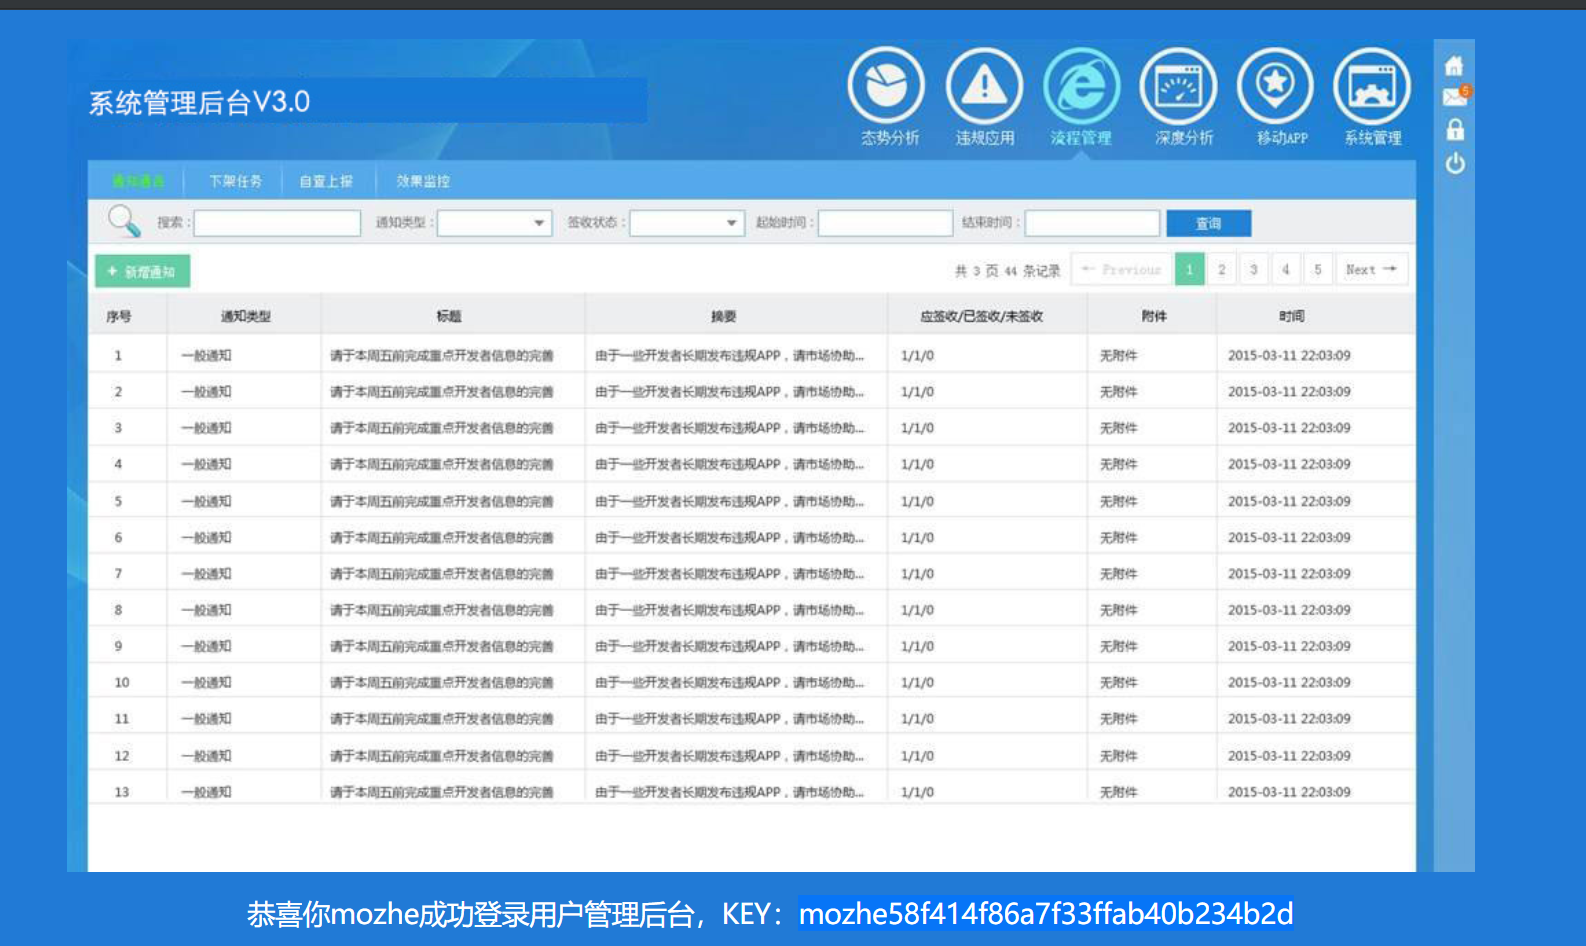 系统管理后台V3.0
态势分析 违规应用 流程管理 深度分析 移动APP 系统管理
5
通知通告 下架任务 自查上报 效果监控
搜索： 通知类型： 签收状态： 起始时间： 结束时间： 查询
+ 新增通知 共 3 页 44 条记录 ← Previous 1 2 3 4 5 Next →
序号 通知类型 标题 摘要 应签收/已签收/未签收 附件 时间
1 一般通知 请于本周五前完成重点开发者信息的完善 由于一些开发者长期发布违规APP，请市场协助... 1/1/0 无附件 2015-03-11 22:03:09
2 一般通知 请于本周五前完成重点开发者信息的完善 由于一些开发者长期发布违规APP，请市场协助... 1/1/0 无附件 2015-03-11 22:03:09
3 一般通知 请于本周五前完成重点开发者信息的完善 由于一些开发者长期发布违规APP，请市场协助... 1/1/0 无附件 2015-03-11 22:03:09
4 一般通知 请于本周五前完成重点开发者信息的完善 由于一些开发者长期发布违规APP，请市场协助... 1/1/0 无附件 2015-03-11 22:03:09
5 一般通知 请于本周五前完成重点开发者信息的完善 由于一些开发者长期发布违规APP，请市场协助... 1/1/0 无附件 2015-03-11 22:03:09
6 一般通知 请于本周五前完成重点开发者信息的完善 由于一些开发者长期发布违规APP，请市场协助... 1/1/0 无附件 2015-03-11 22:03:09
7 一般通知 请于本周五前完成重点开发者信息的完善 由于一些开发者长期发布违规APP，请市场协助... 1/1/0 无附件 2015-03-11 22:03:09
8 一般通知 请于本周五前完成重点开发者信息的完善 由于一些开发者长期发布违规APP，请市场协助... 1/1/0 无附件 2015-03-11 22:03:09
9 一般通知 请于本周五前完成重点开发者信息的完善 由于一些开发者长期发布违规APP，请市场协助... 1/1/0 无附件 2015-03-11 22:03:09
10 一般通知 请于本周五前完成重点开发者信息的完善 由于一些开发者长期发布违规APP，请市场协助... 1/1/0 无附件 2015-03-11 22:03:09
11 一般通知 请于本周五前完成重点开发者信息的完善 由于一些开发者长期发布违规APP，请市场协助... 1/1/0 无附件 2015-03-11 22:03:09
12 一般通知 请于本周五前完成重点开发者信息的完善 由于一些开发者长期发布违规APP，请市场协助... 1/1/0 无附件 2015-03-11 22:03:09
13 一般通知 请于本周五前完成重点开发者信息的完善 由于一些开发者长期发布违规APP，请市场协助... 1/1/0 无附件 2015-03-11 22:03:09
恭喜你mozhe成功登录用户管理后台，KEY：mozhe58f414f86a7f33ffab40b234b2d